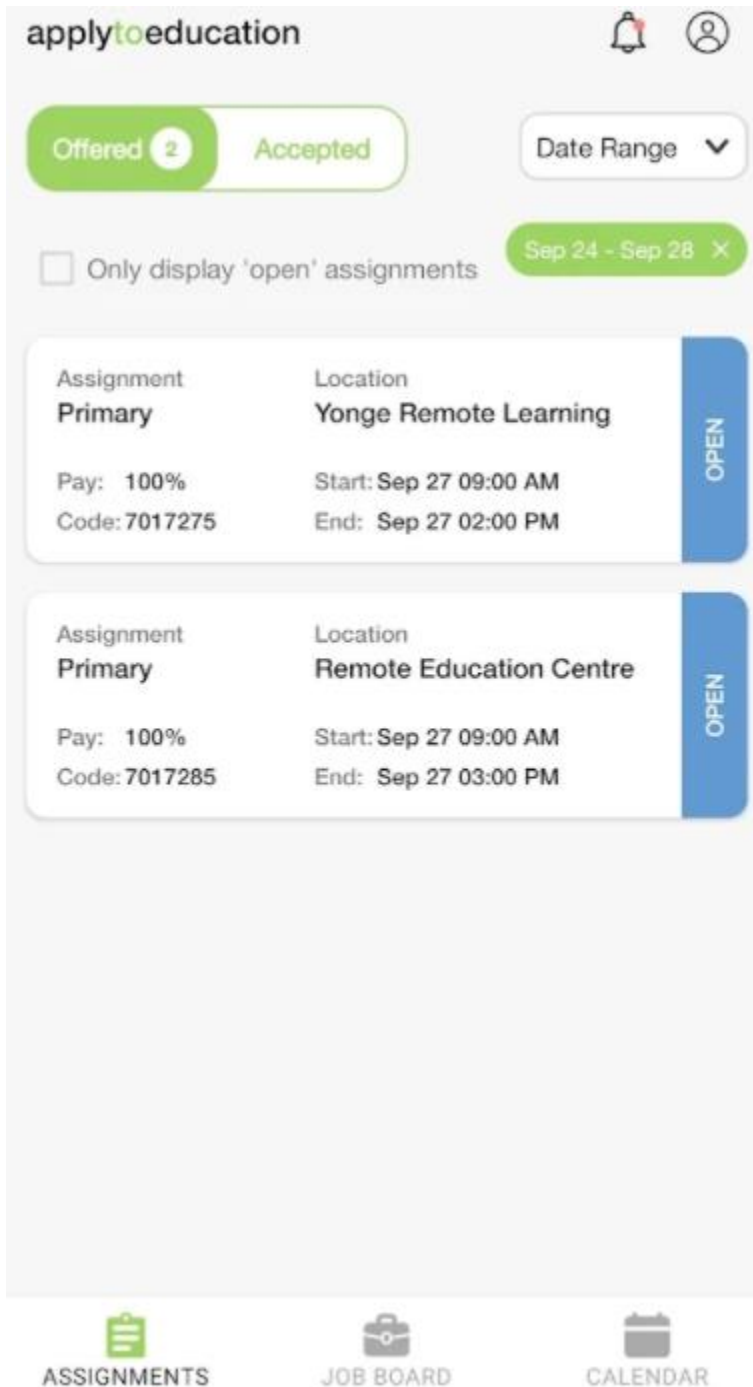 applytoeducation
Offered 2 Accepted Date Range
Only display 'open' assignments Sep 24 - Sep 28 ×
Assignment Location
Primary Yonge Remote Learning
Pay: 100% Start: Sep 27 09:00 AM
Code: 7017275 End: Sep 27 02:00 PM
OPEN
Assignment Location
Primary Remote Education Centre
Pay: 100% Start: Sep 27 09:00 AM
Code: 7017285 End: Sep 27 03:00 PM
OPEN
ASSIGNMENTS JOB BOARD CALENDAR